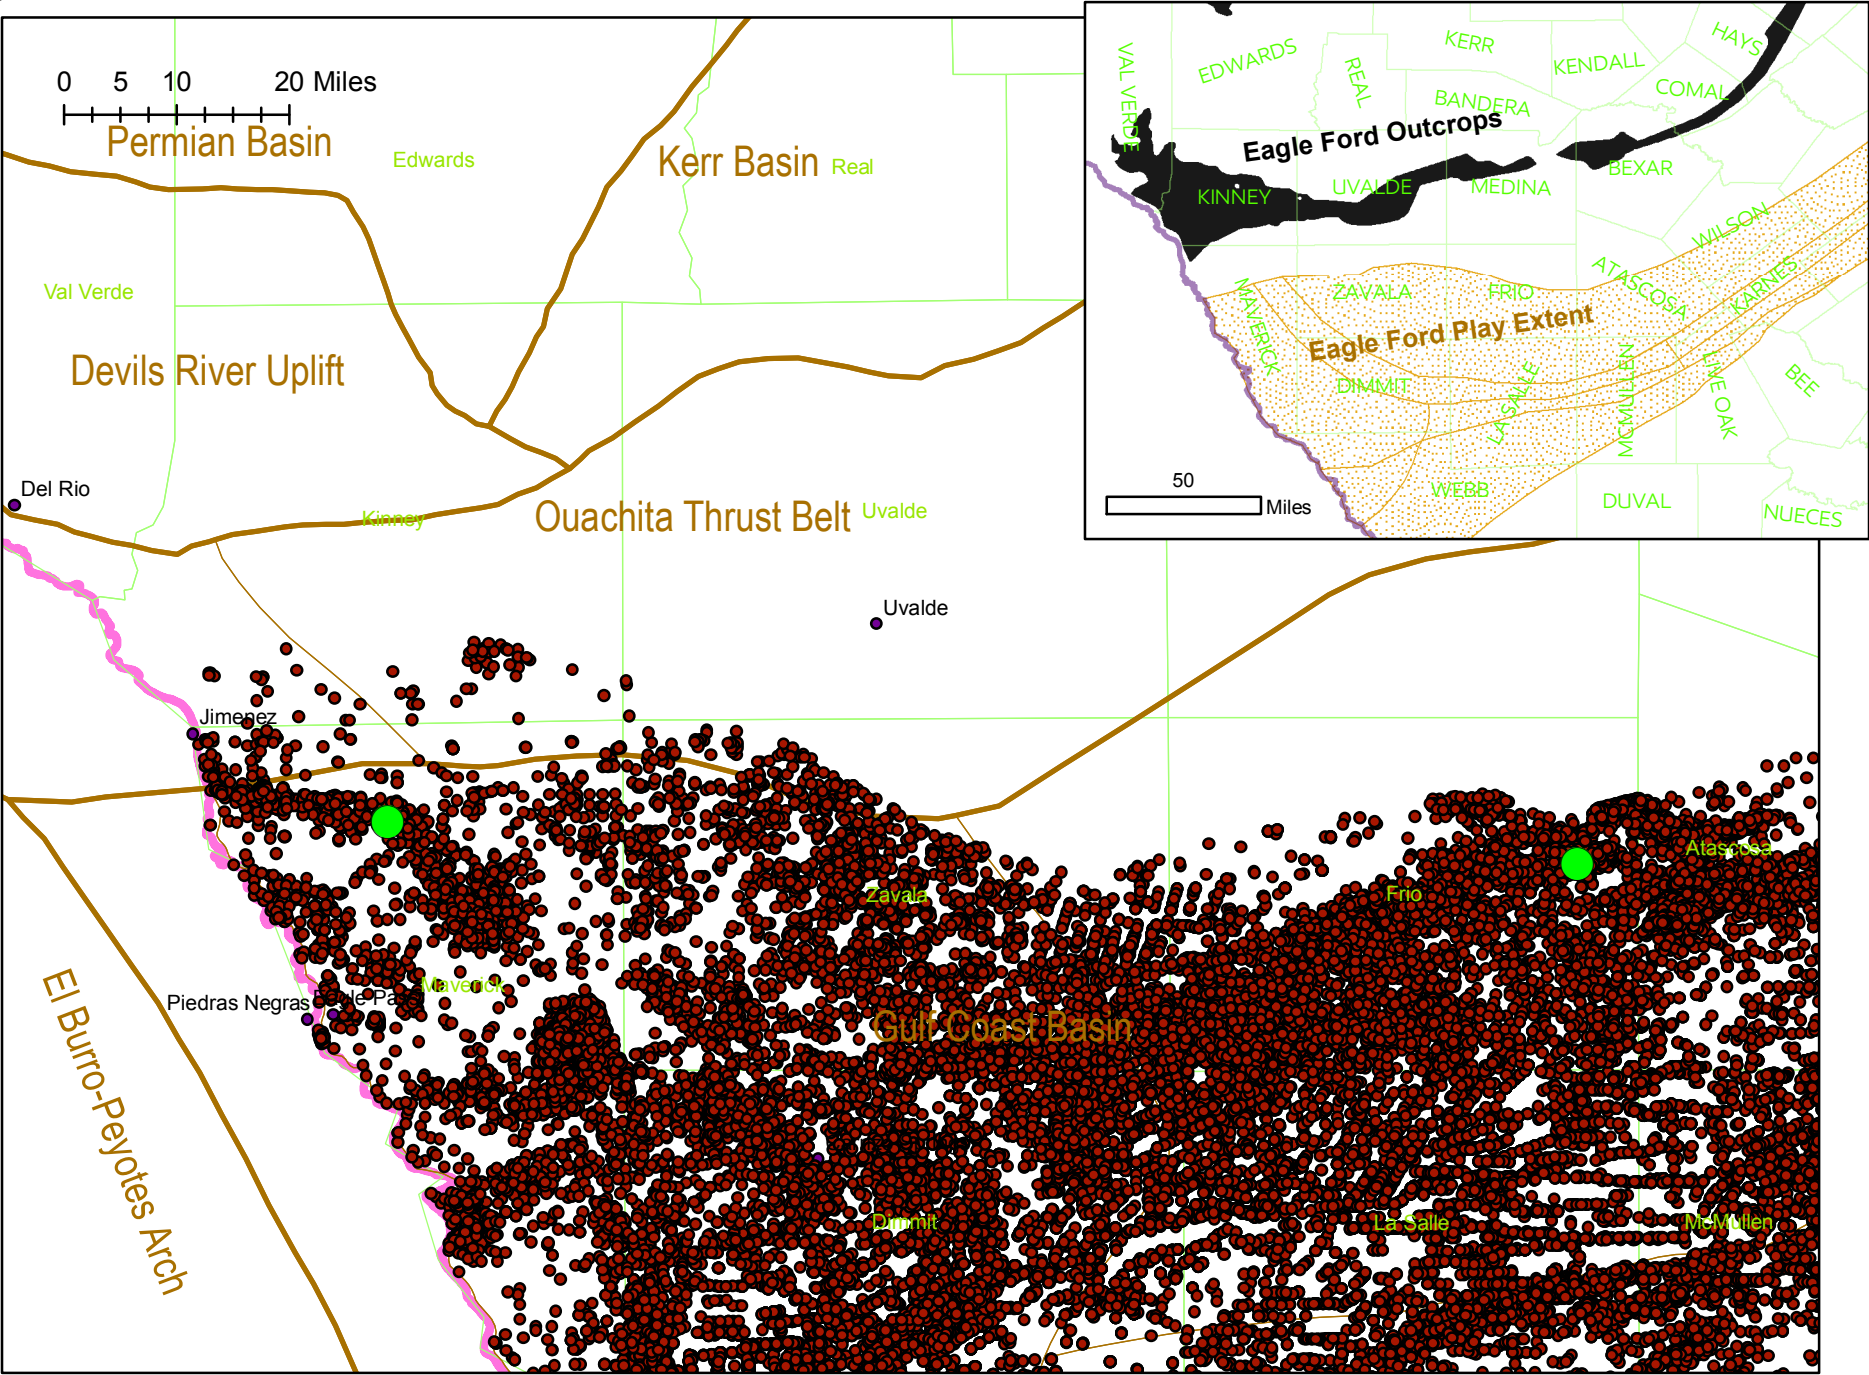 0 5 10 20 Miles
Permian Basin
Edwards
Kerr Basin
Real
Val Verde
Devils River Uplift
Del Rio
Kinney
Ouachita Thrust Belt
Uvalde
Uvalde
Jimenez
Zavala
Frio
Atascosa
Maverick
Piedras Negras
Gulf Coast Basin
El Burro-Peyotes Arch
Dimmit
La Salle
McMullen
VAL VERDE
EDWARDS
REAL
KERR
KENDALL
HAYS
COMAL
BANDERA
Eagle Ford Outcrops
KINNEY
UVALDE
MEDINA
BEXAR
WILSON
MAVERICK
ZAVALA
FRIO
ATASCOSA
KARNES
Eagle Ford Play Extent
DIMMIT
LA SALLE
MCMULLEN
LIVE OAK
BEE
WEBB
DUVAL
NUECES
50
Miles